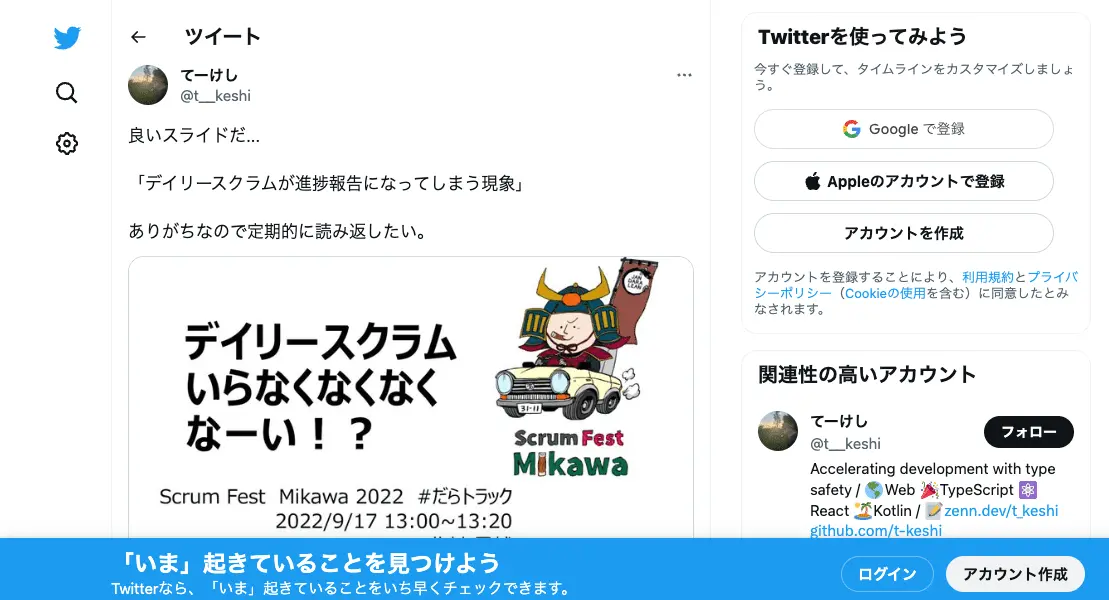 ツイート
てーけし
@t__keshi
良いスライドだ...
「デイリースクラムが進捗報告になってしまう現象」
ありがちなので定期的に読み返したい。
JAN
DARA
LEAN
デイリースクラム
いらなくなくなく
なーい！？
31-11
Scrum Fest
Mikawa
Scrum Fest Mikawa 2022 #だらトラック
2022/9/17 13:00~13:20
Twitterを使ってみよう
今すぐ登録して、タイムラインをカスタマイズしましょ
う。
Google で登録
Appleのアカウントで登録
アカウントを作成
アカウントを登録することにより、利用規約とプライバ
シーポリシー（Cookieの使用を含む）に同意したとみ
なされます。
関連性の高いアカウント
てーけし
@t__keshi
フォロー
Accelerating development with type
safety / 🌎Web 🎉TypeScript ⚛️
React 🏝️Kotlin / 📝zenn.dev/t_keshi
github.com/t-keshi
「いま」起きていることを見つけよう
Twitterなら、「いま」起きていることをいち早くチェックできます。
ログイン
アカウント作成